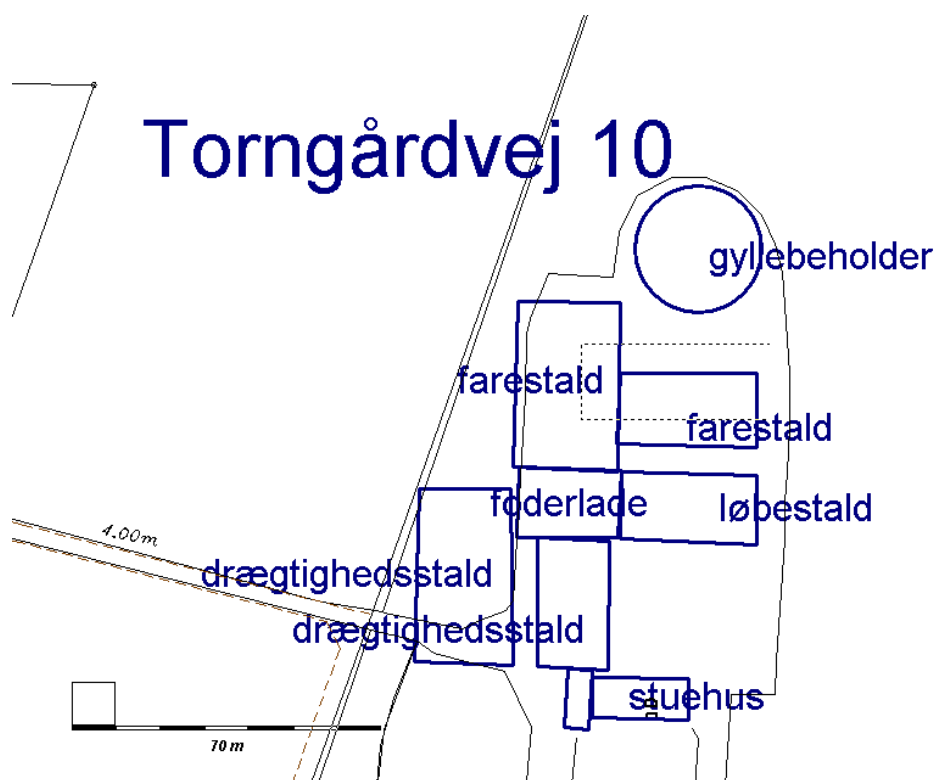 Torngårdvej 10
gyllebeholder
farestald
farestald
foderlade
løbestald
4.00m
drægtighedsstald
drægtighedsstald
stuehus
70 m